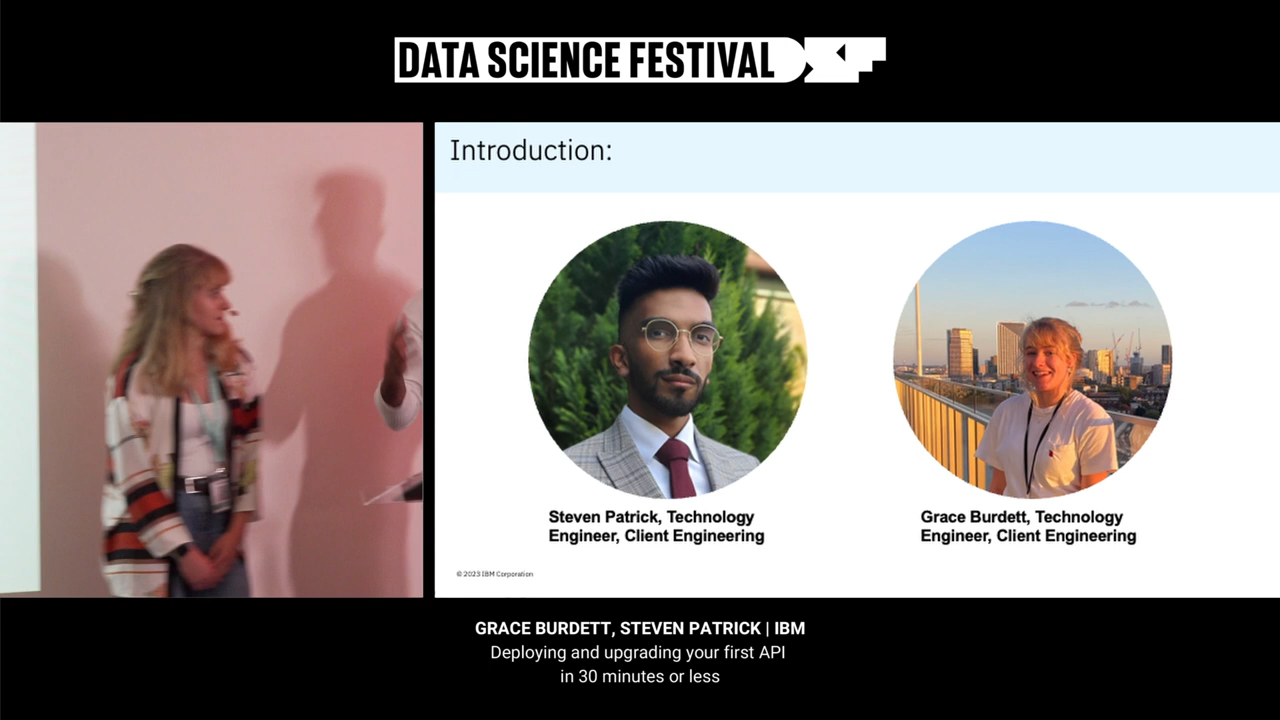 DATA SCIENCE FESTIVAL
Introduction:
Steven Patrick, Technology
Engineer, Client Engineering
Grace Burdett, Technology
Engineer, Client Engineering
© 2023 IBM Corporation
GRACE BURDETT, STEVEN PATRICK | IBM
Deploying and upgrading your first API
in 30 minutes or less